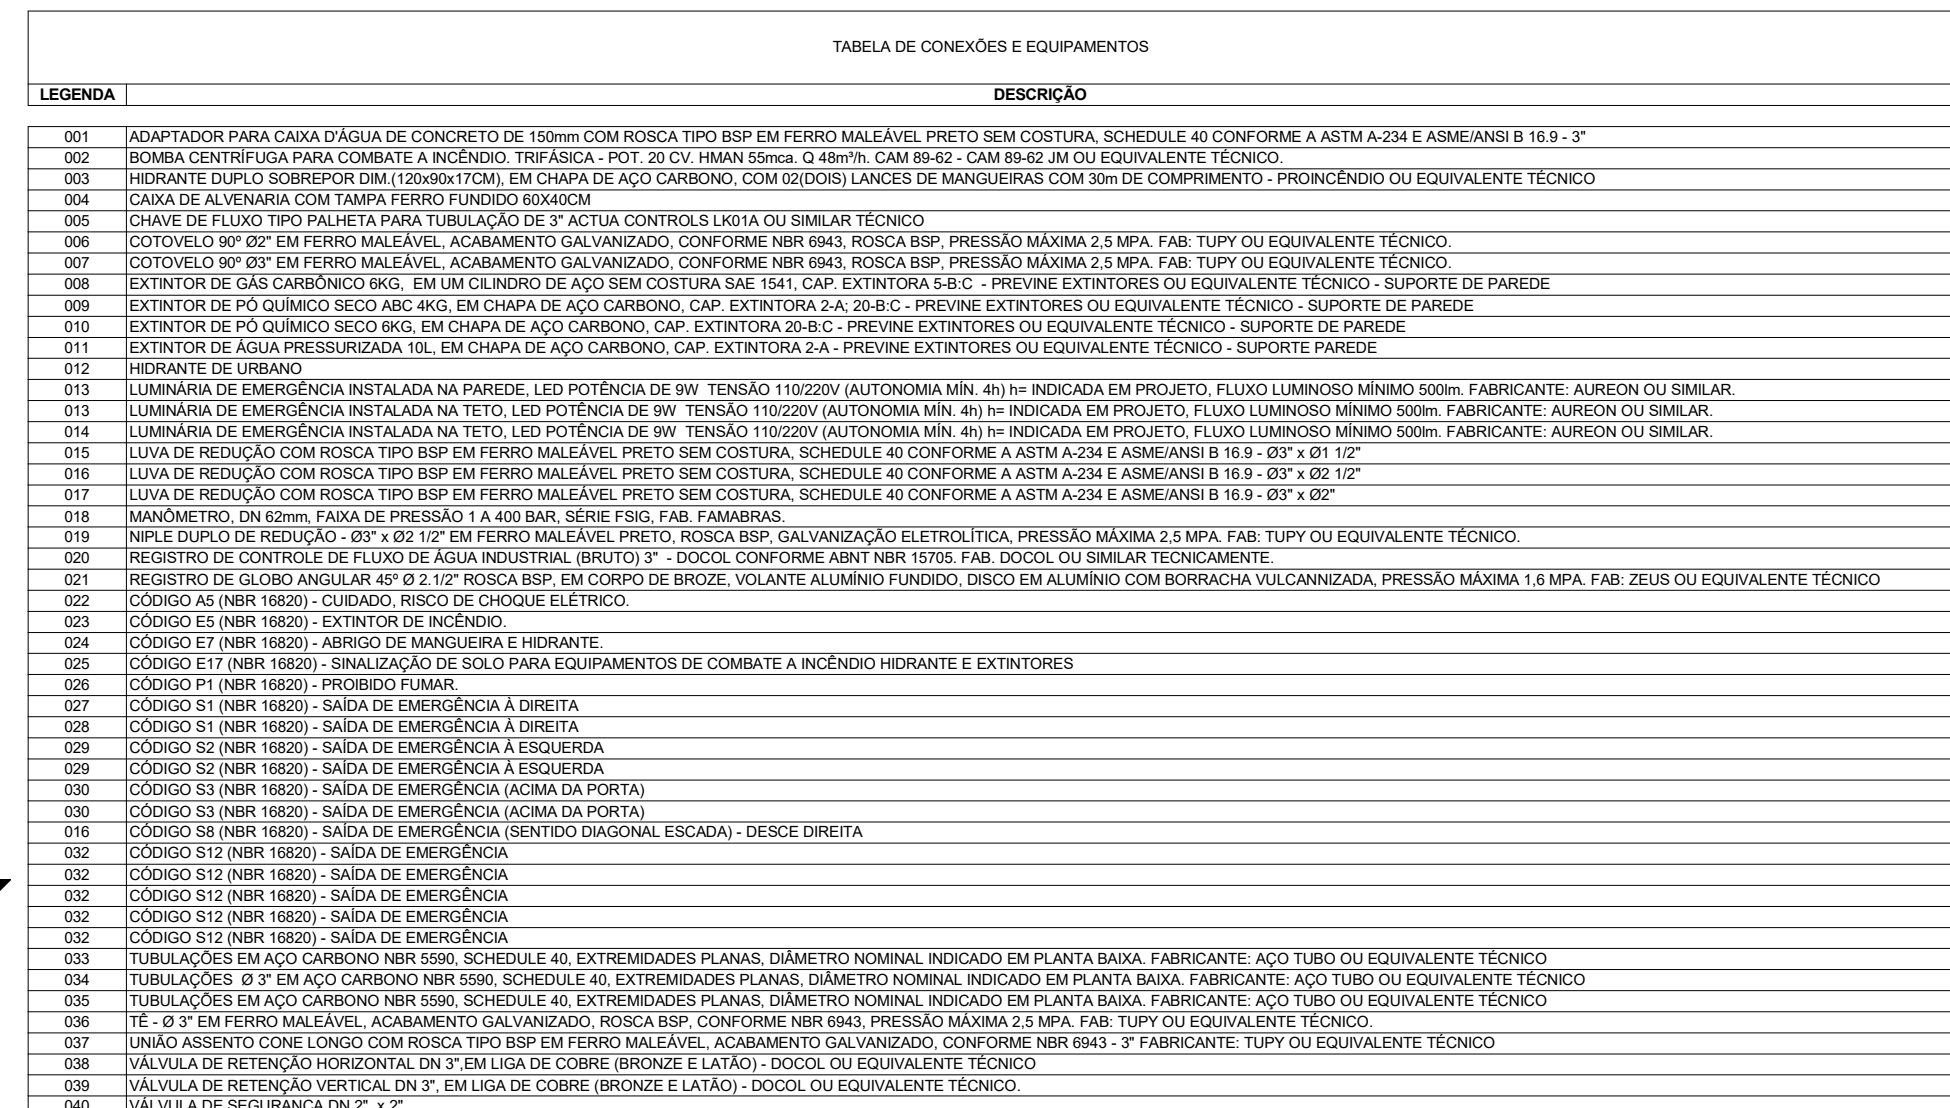 TABELA DE CONEXÕES E EQUIPAMENTOS
LEGENDA DESCRIÇÃO
001 ADAPTADOR PARA CAIXA D'ÁGUA DE CONCRETO DE 150mm COM ROSCA TIPO BSP EM FERRO MALEÁVEL PRETO SEM COSTURA, SCHEDULE 40 CONFORME A ASTM A-234 E ASME/ANSI B 16.9 - 3"
002 BOMBA CENTRÍFUGA PARA COMBATE A INCÊNDIO. TRIFÁSICA - POT. 20 CV. HMAN 55mca. Q 48m³/h. CAM 89-62 - CAM 89-62 JM OU EQUIVALENTE TÉCNICO.
003 HIDRANTE DUPLO SOBREPOR DIM.(120x90x17CM), EM CHAPA DE AÇO CARBONO, COM 02(DOIS) LANCES DE MANGUEIRAS COM 30m DE COMPRIMENTO - PROINCÊNDIO OU EQUIVALENTE TÉCNICO
004 CAIXA DE ALVENARIA COM TAMPA FERRO FUNDIDO 60X40CM
005 CHAVE DE FLUXO TIPO PALHETA PARA TUBULAÇÃO DE 3" ACTUA CONTROLS LK01A OU SIMILAR TÉCNICO
006 COTOVELO 90º Ø2" EM FERRO MALEÁVEL, ACABAMENTO GALVANIZADO, CONFORME NBR 6943, ROSCA BSP, PRESSÃO MÁXIMA 2,5 MPA. FAB: TUPY OU EQUIVALENTE TÉCNICO.
007 COTOVELO 90º Ø3" EM FERRO MALEÁVEL, ACABAMENTO GALVANIZADO, CONFORME NBR 6943, ROSCA BSP, PRESSÃO MÁXIMA 2,5 MPA. FAB: TUPY OU EQUIVALENTE TÉCNICO.
008 EXTINTOR DE GÁS CARBÔNICO 6KG, EM UM CILINDRO DE AÇO SEM COSTURA SAE 1541, CAP. EXTINTORA 5-B:C - PREVINE EXTINTORES OU EQUIVALENTE TÉCNICO - SUPORTE DE PAREDE
009 EXTINTOR DE PÓ QUÍMICO SECO ABC 4KG, EM CHAPA DE AÇO CARBONO, CAP. EXTINTORA 2-A; 20-B:C - PREVINE EXTINTORES OU EQUIVALENTE TÉCNICO - SUPORTE DE PAREDE
010 EXTINTOR DE PÓ QUÍMICO SECO 6KG, EM CHAPA DE AÇO CARBONO, CAP. EXTINTORA 20-B:C - PREVINE EXTINTORES OU EQUIVALENTE TÉCNICO - SUPORTE DE PAREDE
011 EXTINTOR DE ÁGUA PRESSURIZADA 10L, EM CHAPA DE AÇO CARBONO, CAP. EXTINTORA 2-A - PREVINE EXTINTORES OU EQUIVALENTE TÉCNICO - SUPORTE PAREDE
012 HIDRANTE DE URBANO
013 LUMINÁRIA DE EMERGÊNCIA INSTALADA NA PAREDE, LED POTÊNCIA DE 9W TENSÃO 110/220V (AUTONOMIA MÍN. 4h) h= INDICADA EM PROJETO, FLUXO LUMINOSO MÍNIMO 500lm. FABRICANTE: AUREON OU SIMILAR.
013 LUMINÁRIA DE EMERGÊNCIA INSTALADA NA TETO, LED POTÊNCIA DE 9W TENSÃO 110/220V (AUTONOMIA MÍN. 4h) h= INDICADA EM PROJETO, FLUXO LUMINOSO MÍNIMO 500lm. FABRICANTE: AUREON OU SIMILAR.
014 LUMINÁRIA DE EMERGÊNCIA INSTALADA NA TETO, LED POTÊNCIA DE 9W TENSÃO 110/220V (AUTONOMIA MÍN. 4h) h= INDICADA EM PROJETO, FLUXO LUMINOSO MÍNIMO 500lm. FABRICANTE: AUREON OU SIMILAR.
015 LUVA DE REDUÇÃO COM ROSCA TIPO BSP EM FERRO MALEÁVEL PRETO SEM COSTURA, SCHEDULE 40 CONFORME A ASTM A-234 E ASME/ANSI B 16.9 - Ø3" x Ø1 1/2"
016 LUVA DE REDUÇÃO COM ROSCA TIPO BSP EM FERRO MALEÁVEL PRETO SEM COSTURA, SCHEDULE 40 CONFORME A ASTM A-234 E ASME/ANSI B 16.9 - Ø3" x Ø2 1/2"
017 LUVA DE REDUÇÃO COM ROSCA TIPO BSP EM FERRO MALEÁVEL PRETO SEM COSTURA, SCHEDULE 40 CONFORME A ASTM A-234 E ASME/ANSI B 16.9 - Ø3" x Ø2"
018 MANÔMETRO, DN 62mm, FAIXA DE PRESSÃO 1 A 400 BAR, SÉRIE FSIG, FAB. FAMABRAS.
019 NIPLE DUPLO DE REDUÇÃO - Ø3" x Ø2 1/2" EM FERRO MALEÁVEL PRETO, ROSCA BSP, GALVANIZAÇÃO ELETROLÍTICA, PRESSÃO MÁXIMA 2,5 MPA. FAB: TUPY OU EQUIVALENTE TÉCNICO.
020 REGISTRO DE CONTROLE DE FLUXO DE ÁGUA INDUSTRIAL (BRUTO) 3" - DOCOL CONFORME ABNT NBR 15705. FAB. DOCOL OU SIMILAR TECNICAMENTE.
021 REGISTRO DE GLOBO ANGULAR 45º Ø 2.1/2" ROSCA BSP, EM CORPO DE BROZE, VOLANTE ALUMÍNIO FUNDIDO, DISCO EM ALUMÍNIO COM BORRACHA VULCANNIZADA, PRESSÃO MÁXIMA 1,6 MPA. FAB: ZEUS OU EQUIVALENTE TÉCNICO
022 CÓDIGO A5 (NBR 16820) - CUIDADO, RISCO DE CHOQUE ELÉTRICO.
023 CÓDIGO E5 (NBR 16820) - EXTINTOR DE INCÊNDIO.
024 CÓDIGO E7 (NBR 16820) - ABRIGO DE MANGUEIRA E HIDRANTE.
025 CÓDIGO E17 (NBR 16820) - SINALIZAÇÃO DE SOLO PARA EQUIPAMENTOS DE COMBATE A INCÊNDIO HIDRANTE E EXTINTORES
026 CÓDIGO P1 (NBR 16820) - PROIBIDO FUMAR.
027 CÓDIGO S1 (NBR 16820) - SAÍDA DE EMERGÊNCIA À DIREITA
028 CÓDIGO S1 (NBR 16820) - SAÍDA DE EMERGÊNCIA À DIREITA
029 CÓDIGO S2 (NBR 16820) - SAÍDA DE EMERGÊNCIA À ESQUERDA
029 CÓDIGO S2 (NBR 16820) - SAÍDA DE EMERGÊNCIA À ESQUERDA
030 CÓDIGO S3 (NBR 16820) - SAÍDA DE EMERGÊNCIA (ACIMA DA PORTA)
030 CÓDIGO S3 (NBR 16820) - SAÍDA DE EMERGÊNCIA (ACIMA DA PORTA)
016 CÓDIGO S8 (NBR 16820) - SAÍDA DE EMERGÊNCIA (SENTIDO DIAGONAL ESCADA) - DESCE DIREITA
032 CÓDIGO S12 (NBR 16820) - SAÍDA DE EMERGÊNCIA
032 CÓDIGO S12 (NBR 16820) - SAÍDA DE EMERGÊNCIA
032 CÓDIGO S12 (NBR 16820) - SAÍDA DE EMERGÊNCIA
032 CÓDIGO S12 (NBR 16820) - SAÍDA DE EMERGÊNCIA
032 CÓDIGO S12 (NBR 16820) - SAÍDA DE EMERGÊNCIA
033 TUBULAÇÕES EM AÇO CARBONO NBR 5590, SCHEDULE 40, EXTREMIDADES PLANAS, DIÂMETRO NOMINAL INDICADO EM PLANTA BAIXA. FABRICANTE: AÇO TUBO OU EQUIVALENTE TÉCNICO
034 TUBULAÇÕES Ø 3" EM AÇO CARBONO NBR 5590, SCHEDULE 40, EXTREMIDADES PLANAS, DIÂMETRO NOMINAL INDICADO EM PLANTA BAIXA. FABRICANTE: AÇO TUBO OU EQUIVALENTE TÉCNICO
035 TUBULAÇÕES EM AÇO CARBONO NBR 5590, SCHEDULE 40, EXTREMIDADES PLANAS, DIÂMETRO NOMINAL INDICADO EM PLANTA BAIXA. FABRICANTE: AÇO TUBO OU EQUIVALENTE TÉCNICO
036 TÊ - Ø 3" EM FERRO MALEÁVEL, ACABAMENTO GALVANIZADO, ROSCA BSP, CONFORME NBR 6943, PRESSÃO MÁXIMA 2,5 MPA. FAB: TUPY OU EQUIVALENTE TÉCNICO.
037 UNIÃO ASSENTO CONE LONGO COM ROSCA TIPO BSP EM FERRO MALEÁVEL, ACABAMENTO GALVANIZADO, CONFORME NBR 6943 - 3" FABRICANTE: TUPY OU EQUIVALENTE TÉCNICO
038 VÁLVULA DE RETENÇÃO HORIZONTAL DN 3",EM LIGA DE COBRE (BRONZE E LATÃO) - DOCOL OU EQUIVALENTE TÉCNICO
039 VÁLVULA DE RETENÇÃO VERTICAL DN 3", EM LIGA DE COBRE (BRONZE E LATÃO) - DOCOL OU EQUIVALENTE TÉCNICO.
040 VÁLVULA DE SEGURANÇA DN 2" x 2"